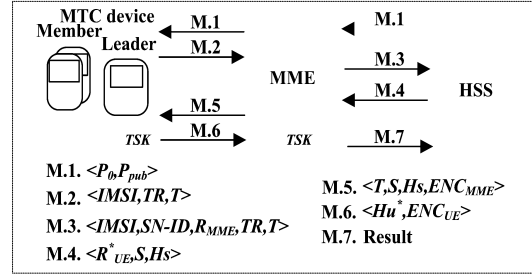 MTC device
Member
Leader
M.1
M.2
M.5
M.6
TSK
MME
TSK
M.1
M.3
M.4
M.7
HSS
M.1. <P0,Ppub>
M.2. <IMSI,TR,T>
M.3. <IMSI,SN-ID,RMME,TR,T>
M.4. <R*UE,S,Hs>
M.5. <T,S,Hs,ENCMME>
M.6. <Hu*,ENCUE>
M.7. Result